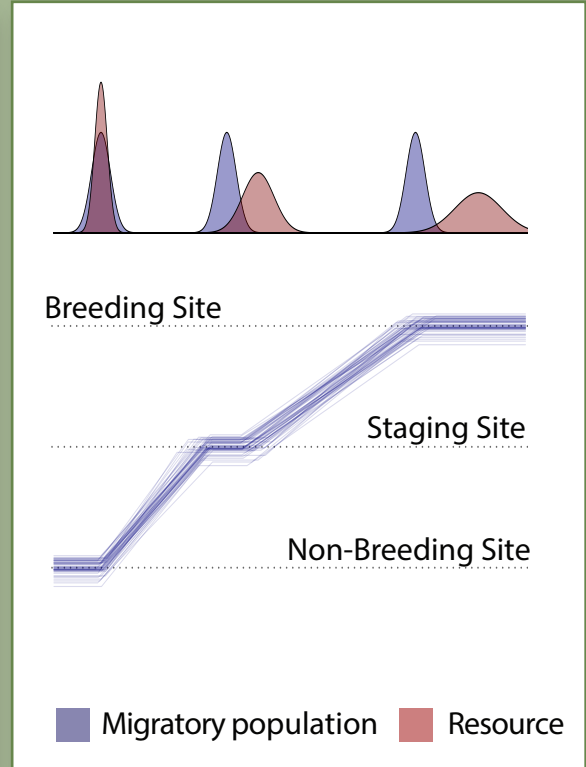 Breeding Site
Staging Site
Non-Breeding Site
Migratory population
Resource